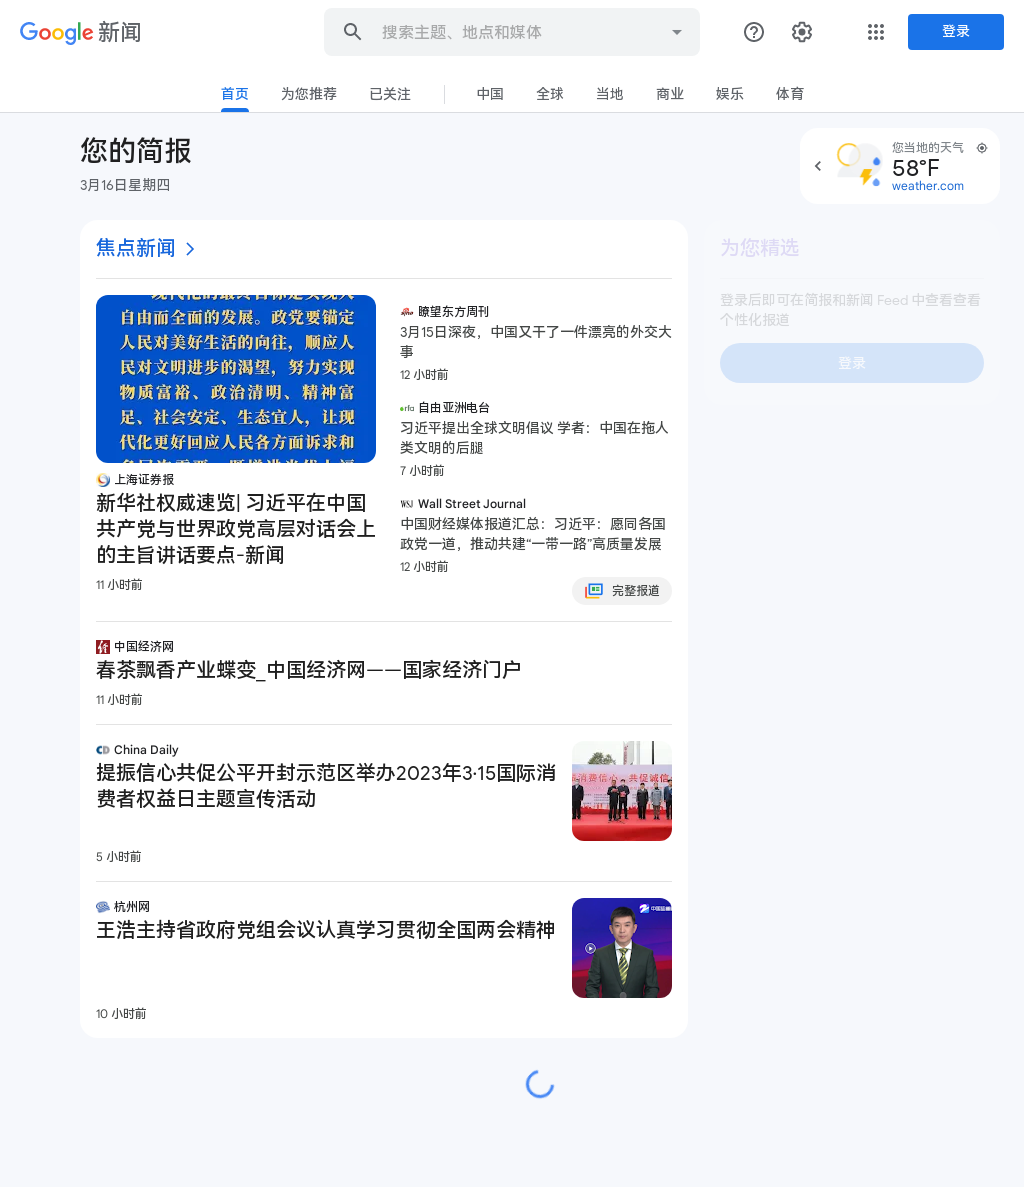 Google 新闻
搜索主题、地点和媒体
登录
首页
为您推荐
已关注
中国
全球
当地
商业
娱乐
体育
您的简报
3月16日星期四
您当地的天气
58°F
weather.com
焦点新闻
现代化的最终目标是实现人
自由而全面的发展。政党要锚定
人民对美好生活的向往，顺应人
民对文明进步的渴望，努力实现
物质富裕、政治清明、精神富
足、社会安定、生态宜人，让现
代化更好回应人民各方面诉求和
上海证券报
新华社权威速览| 习近平在中国
共产党与世界政党高层对话会上
的主旨讲话要点-新闻
11 小时前
瞭望东方周刊
3月15日深夜，中国又干了一件漂亮的外交大
事
12 小时前
rfa 自由亚洲电台
习近平提出全球文明倡议 学者：中国在拖人
类文明的后腿
7 小时前
WSJ Wall Street Journal
中国财经媒体报道汇总：习近平：愿同各国
政党一道，推动共建“一带一路”高质量发展
12 小时前
完整报道
为您精选
登录后即可在简报和新闻 Feed 中查看查看
个性化报道
登录
中国经济网
春茶飘香产业蝶变_中国经济网——国家经济门户
11 小时前
CD China Daily
提振信心共促公平开封示范区举办2023年3·15国际消
费者权益日主题宣传活动
5 小时前
消费信心 共促诚信
杭州网
王浩主持省政府党组会议认真学习贯彻全国两会精神
10 小时前